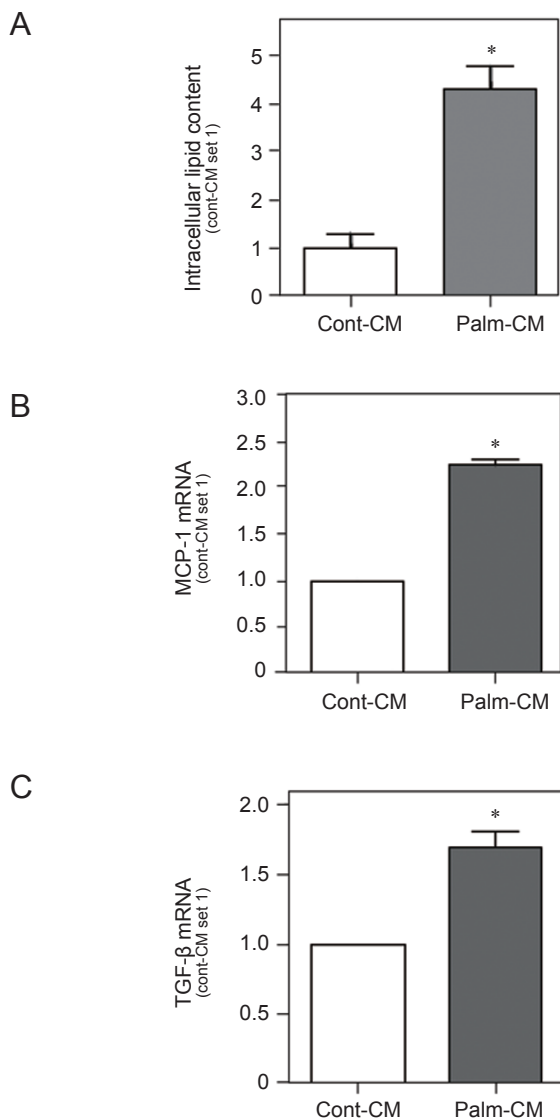 A
Intracellular lipid content
(cont-CM set 1)
5
4
3
2
1
0
*
Cont-CM Palm-CM
B
MCP-1 mRNA
(cont-CM set 1)
3.0
2.5
2.0
1.5
1.0
0.5
0
*
Cont-CM Palm-CM
C
TGF-β mRNA
(cont-CM set 1)
2.0
1.5
1.0
0.5
0
*
Cont-CM Palm-CM